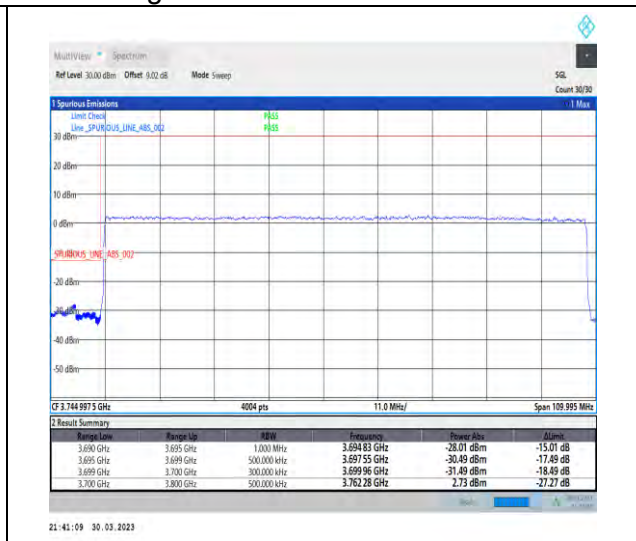 MultiView Spectrum
Ref Level 30.00 dBm Offset 9.02 dB Mode Sweep SGL
Count 30/30
1 Spurious Emissions 1 Max
Limit Check PASS
Line _SPURIOUS_LINE_ABS_002 PASS
30 dBm
20 dBm
10 dBm
0 dBm
_SPURIOUS_LINE_ABS_002
-20 dBm
-30 dBm
-40 dBm
-50 dBm
CF 3.744 997 5 GHz 4004 pts 11.0 MHz/ Span 109.995 MHz
2 Result Summary
Range Low Range Up RBW Frequency Power Abs ΔLimit
3.690 GHz 3.695 GHz 1.000 MHz 3.694 83 GHz -28.01 dBm -15.01 dB
3.695 GHz 3.699 GHz 500.000 kHz 3.697 55 GHz -30.49 dBm -17.49 dB
3.699 GHz 3.700 GHz 300.000 kHz 3.699 96 GHz -31.49 dBm -18.49 dB
3.700 GHz 3.800 GHz 500.000 kHz 3.762 28 GHz 2.73 dBm -27.27 dB
21:41:09 30.03.2023